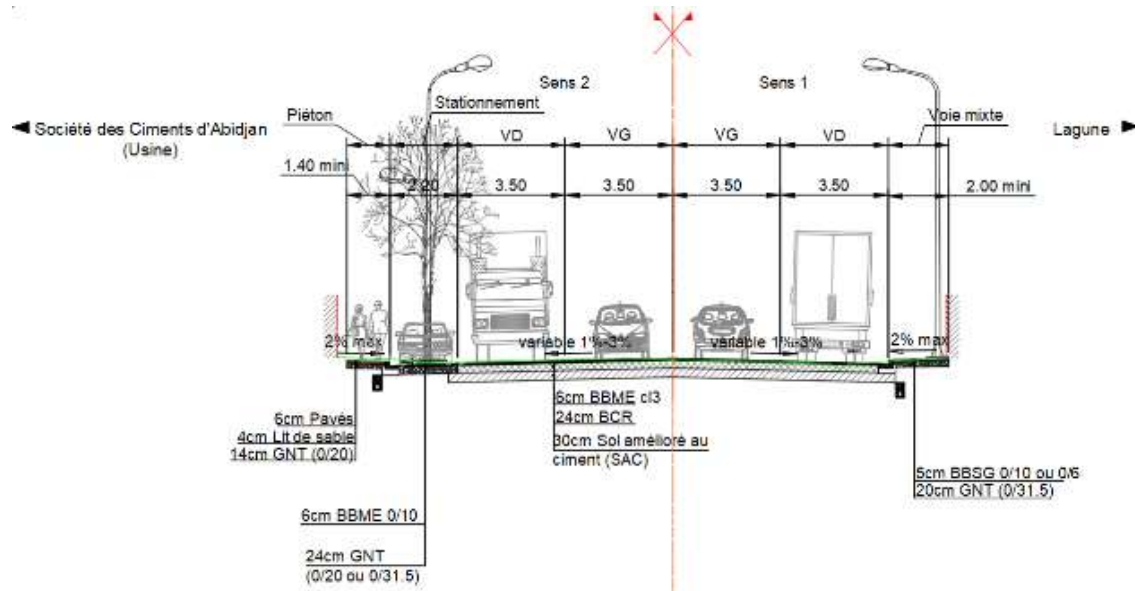 Sens 2
Sens 1
Stationnement
◄ Société des Ciments d'Abidjan
(Usine)
Piéton
VD
VG
VG
VD
Voie mixte
Lagune ►
1.40 mini
2.20
3.50
3.50
3.50
3.50
2.00 mini
2% max
variable 1%-3%
variable 1%-3%
2% max
6cm Pavés
4cm Lit de sable
14cm GNT (0/20)
6cm BBME cl3
24cm BCR
30cm Sol amélioré au
ciment (SAC)
5cm BBSG 0/10 ou 0/6
20cm GNT (0/31.5)
6cm BBME 0/10
24cm GNT
(0/20 ou 0/31.5)